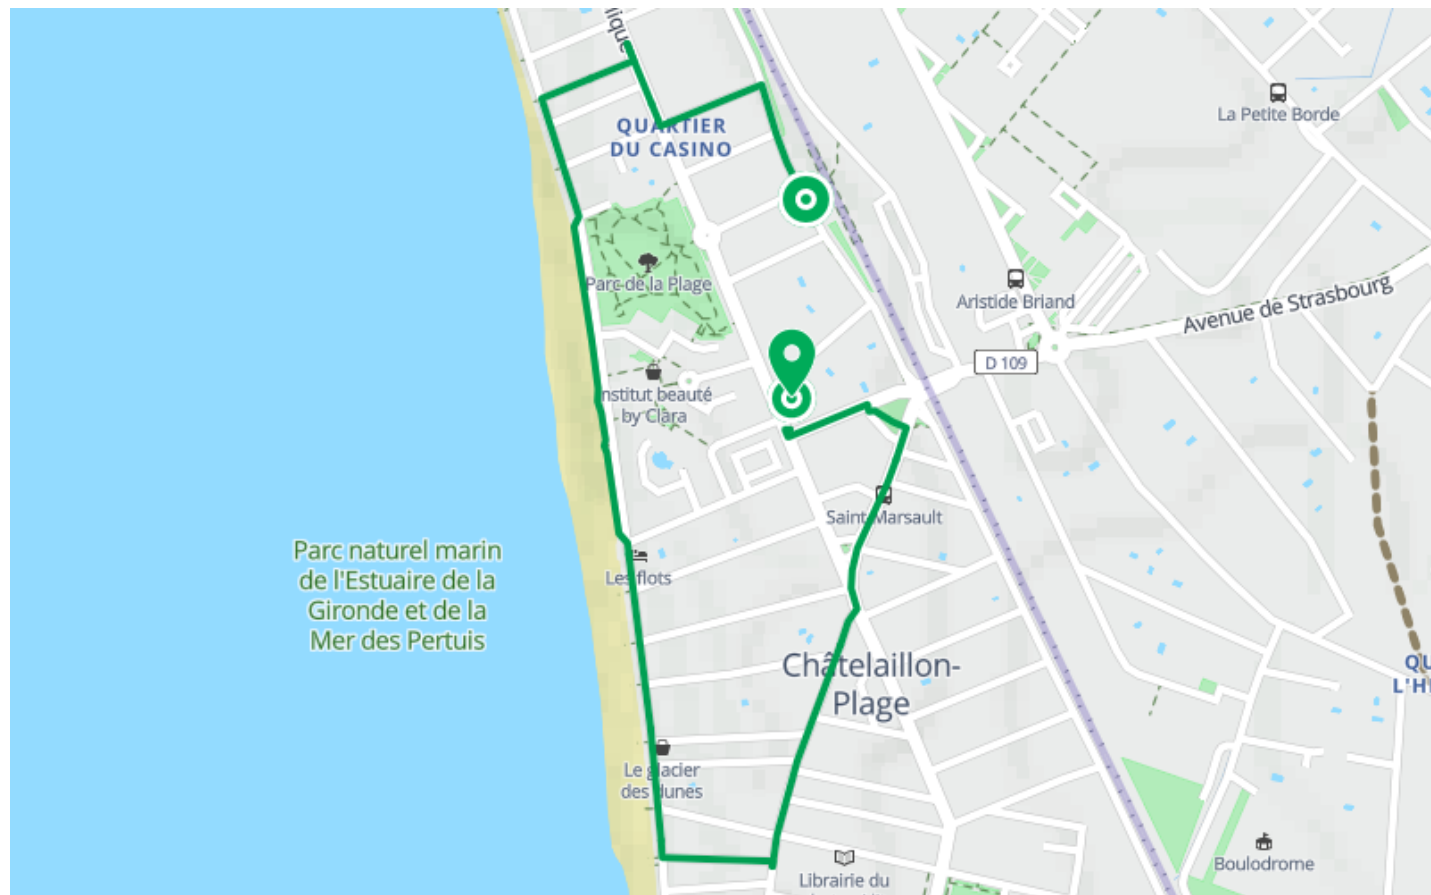 QUARTIER
DU CASINO
La Petite Borde
Parc de la Plage
Aristide Briand
Avenue de Strasbourg
D 109
by Clara
Saint-Marsault
Parc naturel marin
de l'Estuaire de la
Gironde et de la
Mer des Pertuis
Les flots
Châtelaillon-
Plage
Le glacier
des dunes
Boulodrome
Librairie du